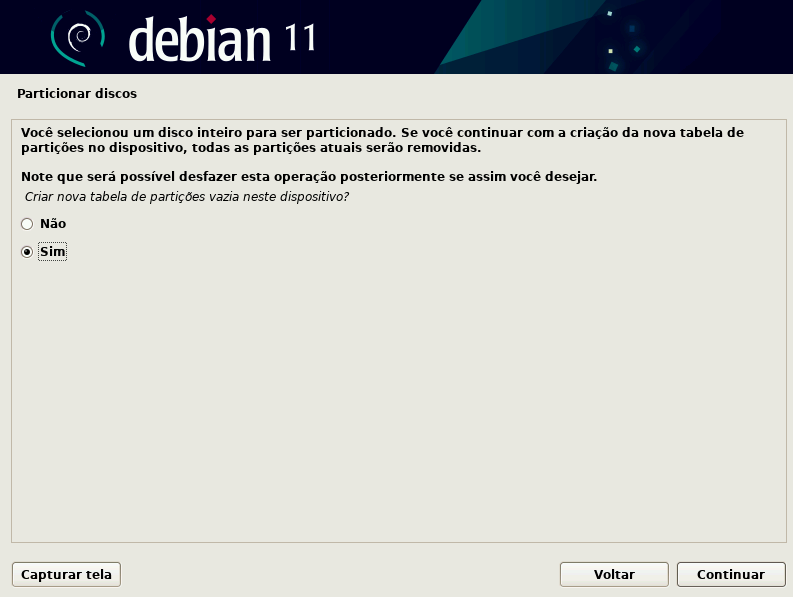 debian 11
Particionar discos
Você selecionou um disco inteiro para ser particionado. Se você continuar com a criação da nova tabela de
partições no dispositivo, todas as partições atuais serão removidas.
Note que será possível desfazer esta operação posteriormente se assim você desejar.
Criar nova tabela de partições vazia neste dispositivo?
Não
Sim
Capturar tela
Voltar
Continuar